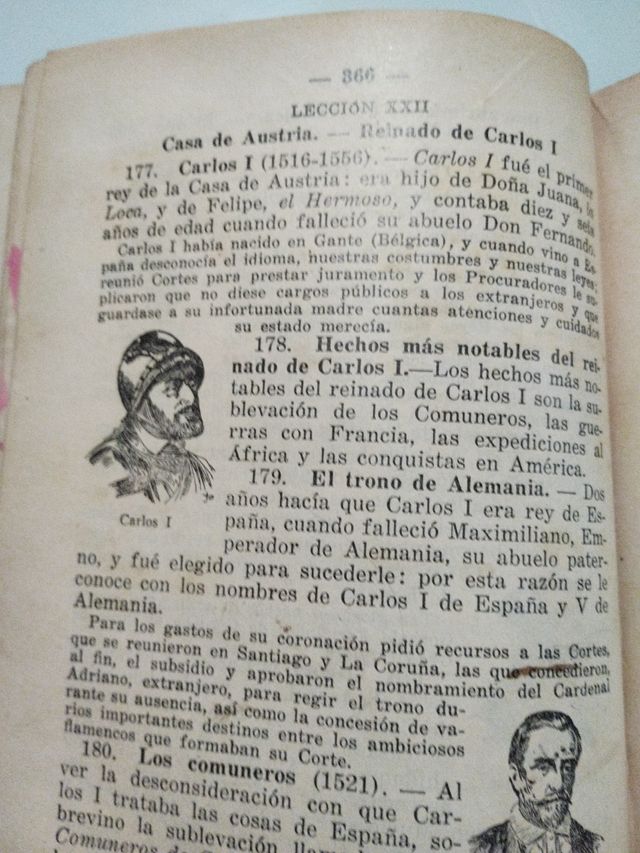 — 366 —
LECCIÓN XXII
Casa de Austria. — Reinado de Carlos I
177. Carlos I (1516-1556). — Carlos I fué el primer
rey de la Casa de Austria: era hijo de Doña Juana, la
Loca, y de Felipe, el Hermoso, y contaba diez y seis
años de edad cuando falleció su abuelo Don Fernando.
Carlos I había nacido en Gante (Bélgica), y cuando vino a Es-
paña desconocía el idioma, nuestras costumbres y nuestras leyes;
reunió Cortes para prestar juramento y los Procuradores le su-
plicaron que no diese cargos públicos a los extranjeros y que
guardase a su infortunada madre cuantas atenciones y cuidados
su estado merecía.
178. Hechos más notables del rei-
nado de Carlos I.—Los hechos más no-
tables del reinado de Carlos I son la su-
blevación de los Comuneros, las gue-
rras con Francia, las expediciones al
África y las conquistas en América.
179. El trono de Alemania. — Dos
años hacía que Carlos I era rey de Es-
paña, cuando falleció Maximiliano, Em-
perador de Alemania, su abuelo pater-
no, y fué elegido para sucederle: por esta razón se le
conoce con los nombres de Carlos I de España y V de
Alemania.
Carlos I
Para los gastos de su coronación pidió recursos a las Cortes,
que se reunieron en Santiago y La Coruña, las que concedieron,
al fin, el subsidio y aprobaron el nombramiento del Cardenal
Adriano, extranjero, para regir el trono du-
rante su ausencia, así como la concesión de va-
rios importantes destinos entre los ambiciosos
flamencos que formaban su Corte.
180. Los comuneros (1521). — Al
ver la desconsideración con que Car-
los I trataba las cosas de España, so-
brevino la sublevación
Comuneros